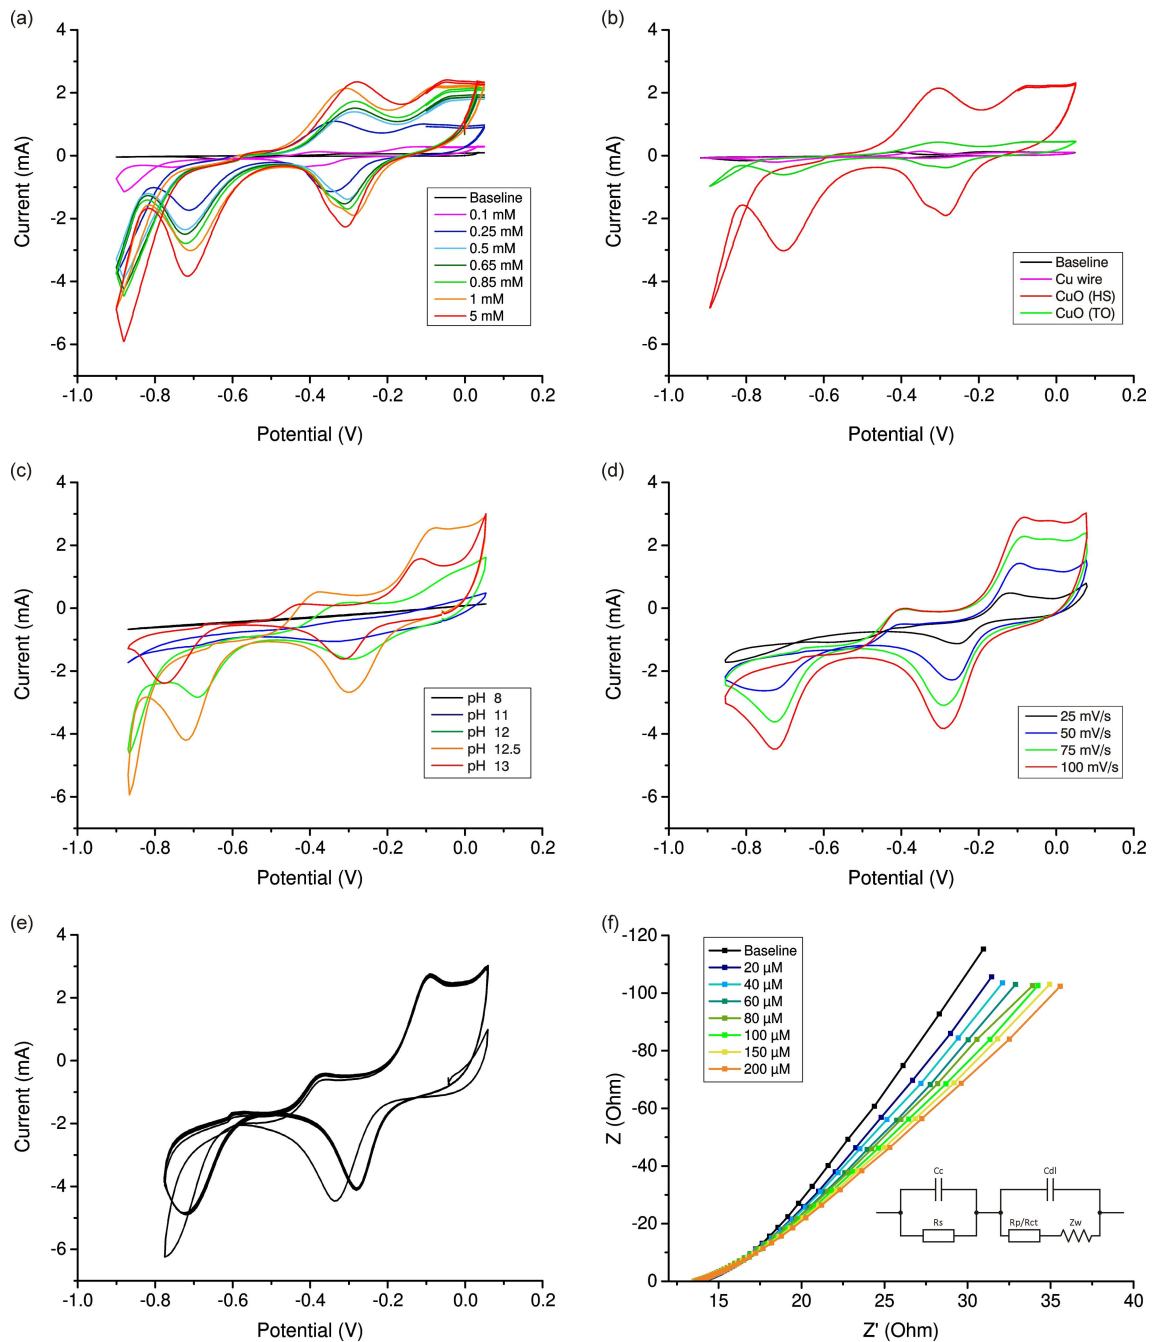 (a)
4
2
0
-2
-4
-6
Current (mA)
-1.0 -0.8 -0.6 -0.4 -0.2 0.0 0.2
Potential (V)
Baseline
0.1 mM
0.25 mM
0.5 mM
0.65 mM
0.85 mM
1 mM
5 mM
(b)
4
2
0
-2
-4
-6
Current (mA)
-1.0 -0.8 -0.6 -0.4 -0.2 0.0 0.2
Potential (V)
Baseline
Cu wire
CuO (HS)
CuO (TO)
(c)
4
2
0
-2
-4
-6
Current (mA)
-1.0 -0.8 -0.6 -0.4 -0.2 0.0 0.2
Potential (V)
pH 8
pH 11
pH 12
pH 12.5
pH 13
(d)
4
2
0
-2
-4
-6
Current (mA)
-1.0 -0.8 -0.6 -0.4 -0.2 0.0 0.2
Potential (V)
25 mV/s
50 mV/s
75 mV/s
100 mV/s
(e)
4
2
0
-2
-4
-6
Current (mA)
-1.0 -0.8 -0.6 -0.4 -0.2 0.0 0.2
Potential (V)
(f)
-120
-100
-80
-60
-40
-20
0
Z (Ohm)
15 20 25 30 35 40
Z' (Ohm)
Baseline
20 µM
40 µM
60 µM
80 µM
100 µM
150 µM
200 µM
Cc Cdl
Rs Rp/Rct Zw